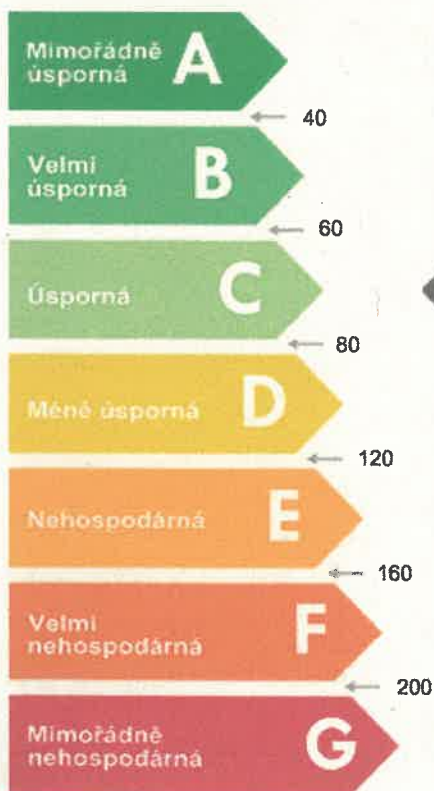 Mimořádně
úsporná A
40
Velmi
úsporná B
60
Úsporná C
80
Méně úsporná D
120
Nehospodárná E
160
Velmi
nehospodárná F
200
Mimořádně
nehospodárná G